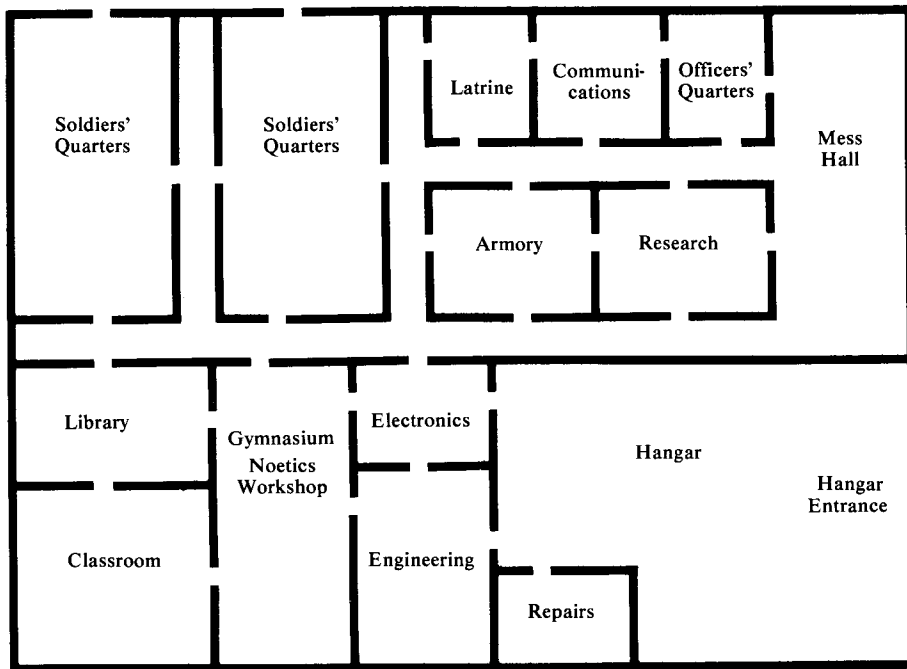 Soldiers'
Quarters
Soldiers'
Quarters
Latrine
Communi-
cations
Officers'
Quarters
Mess
Hall
Armory
Research
Library
Gymnasium
Noetics
Workshop
Electronics
Hangar
Hangar
Entrance
Classroom
Engineering
Repairs